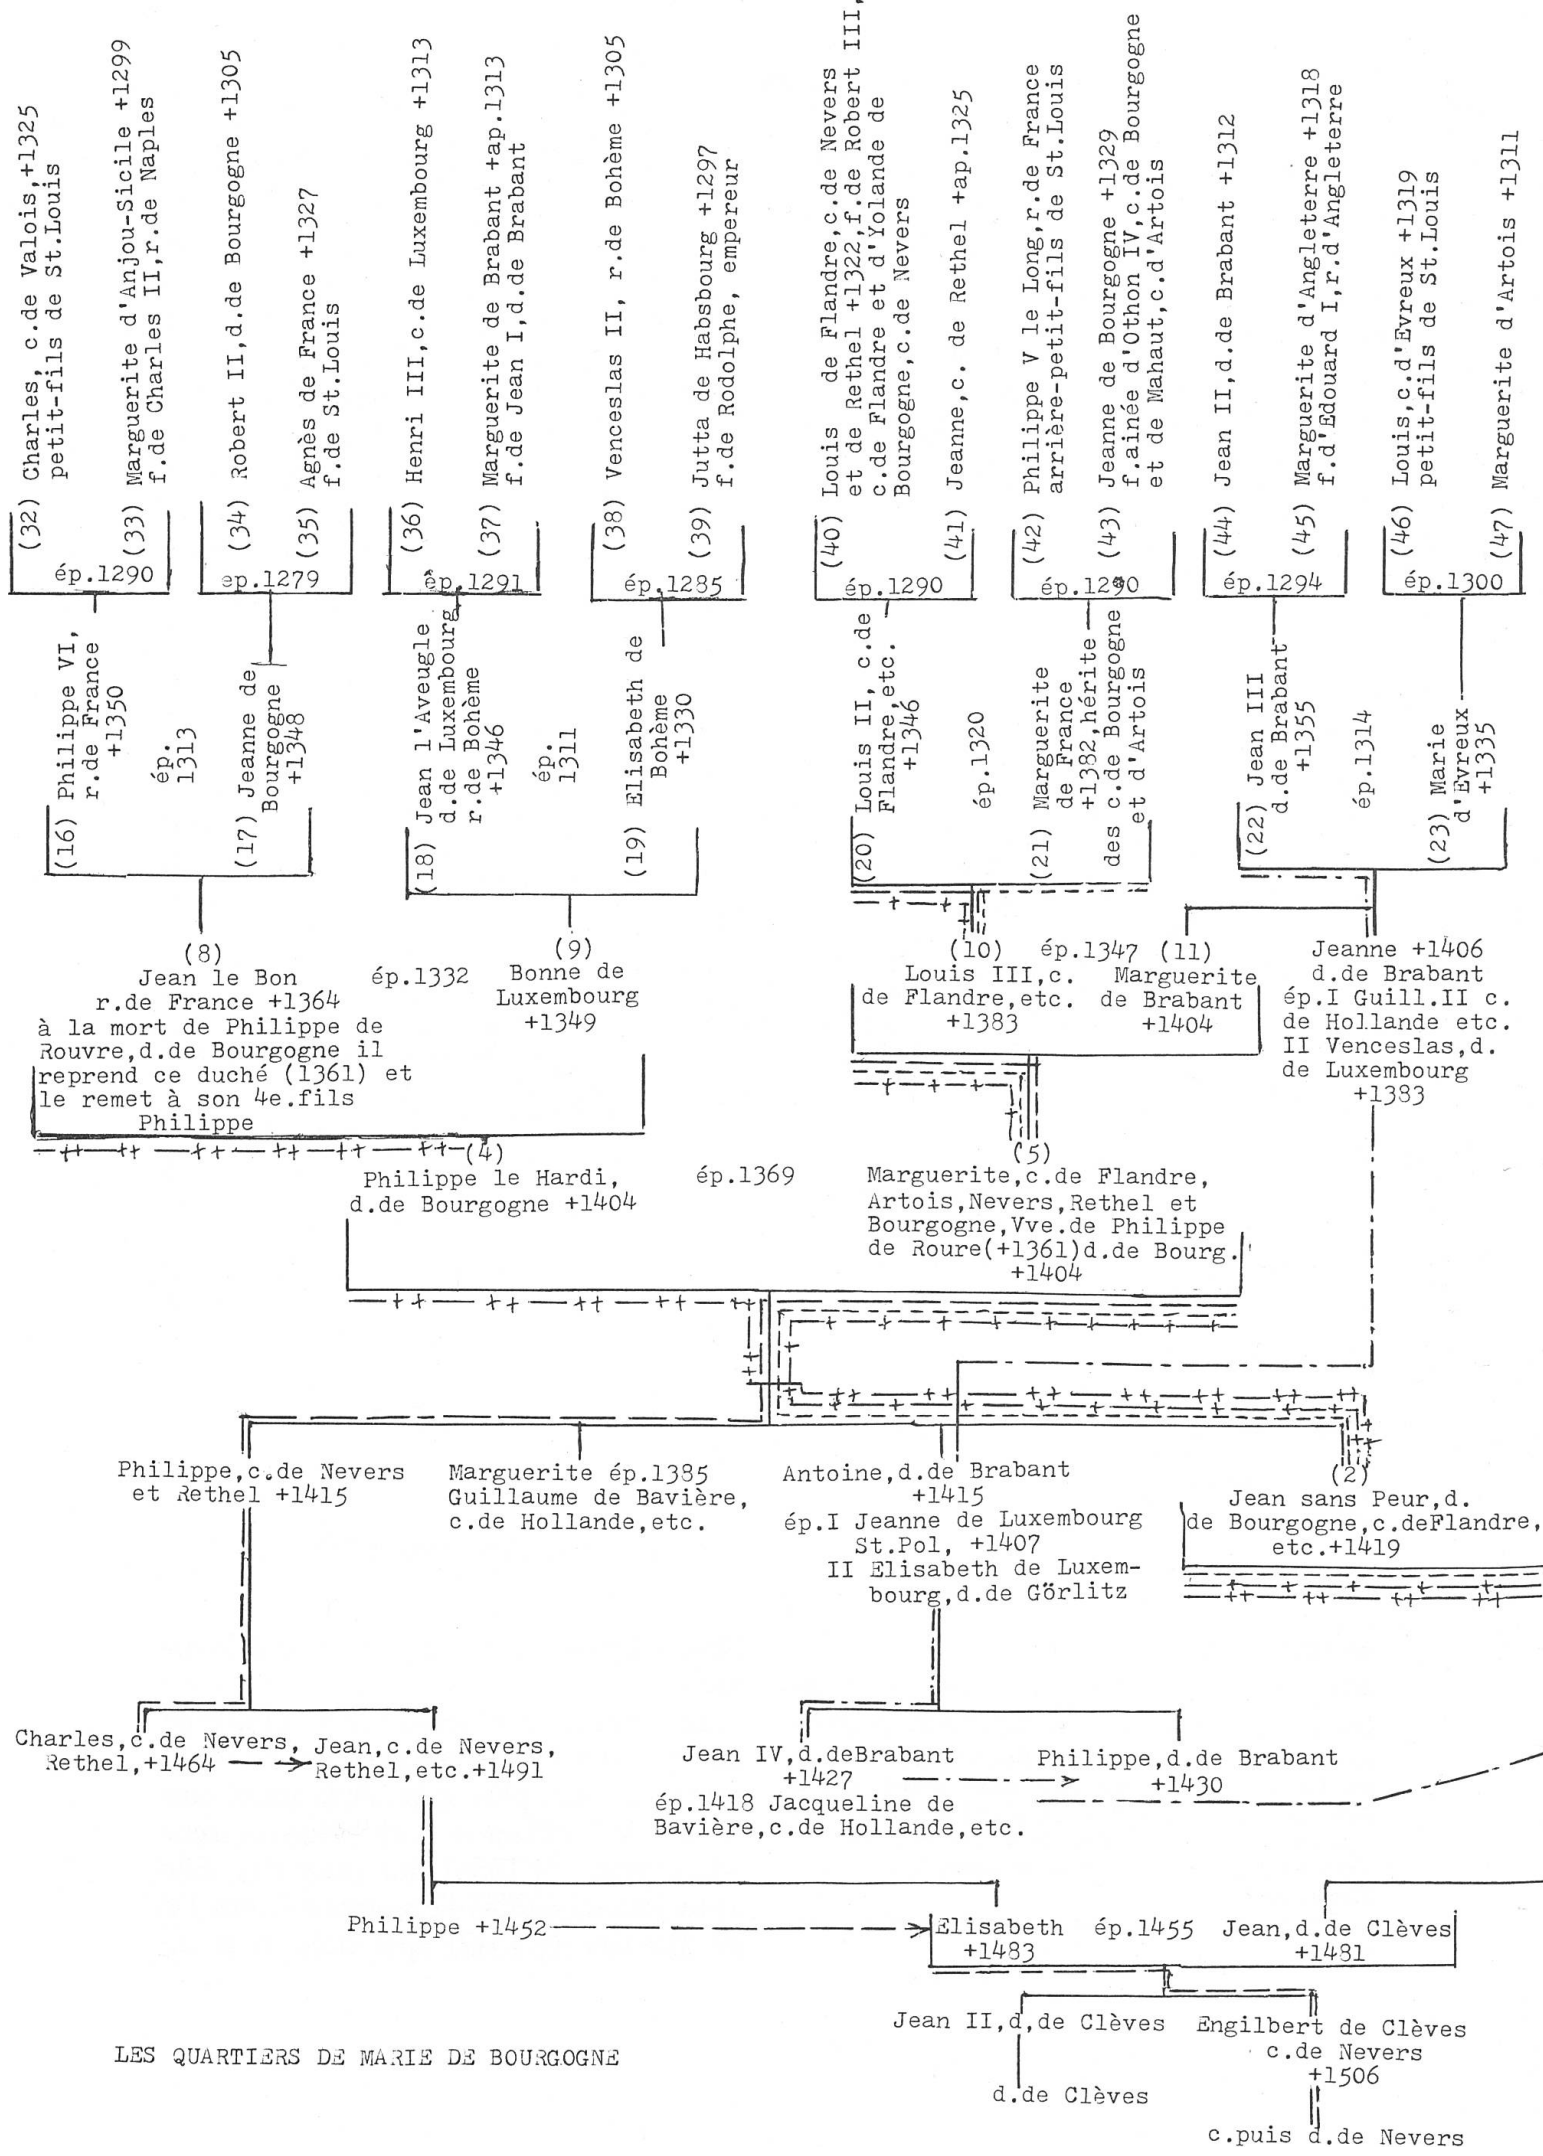 (32) Charles, c.de Valois,+1325
petit-fils de St.Louis
(33) Marguerite d'Anjou-Sicile +1299
f.de Charles II,r.de Naples
ép.1290
(34) Robert II,d.de Bourgogne +1305
(35) Agnès de France +1327
f.de St.Louis
ep.1279
(36) Henri III,c.de Luxembourg +1313
(37) Marguerite de Brabant +ap.1313
f.de Jean I,d.de Brabant
ép.1291
(38) Venceslas II, r.de Bohème +1305
(39) Jutta de Habsbourg +1297
f.de Rodolphe, empereur
ép.1285
(40) Louis de Flandre,c.de Nevers
et de Rethel +1322,f.de Robert III,
c.de Flandre et d'Yolande de
Bourgogne,c.de Nevers
(41) Jeanne,c. de Rethel +ap.1325
ép.1290
(42) Philippe V le Long,r.de France
arrière-petit-fils de St.Louis
(43) Jeanne de Bourgogne +1329
f.ainée d'Othon IV,c.de Bourgogne
et de Mahaut,c.d'Artois
ép.1290
(44) Jean II,d.de Brabant +1312
(45) Marguerite d'Angleterre +1318
f.d'Edouard I,r.d'Angleterre
ép.1294
(46) Louis,c.d'Evreux +1319
petit-fils de St.Louis
(47) Marguerite d'Artois +1311
ép.1300
(16) Philippe VI,
r.de France
+1350
ép.
1313
(17) Jeanne de
Bourgogne
+1348
(18) Jean l'Aveugle
d.de Luxembourg
r.de Bohème
+1346
ép.
1311
(19) Elisabeth de
Bohème
+1330
(20) Louis II, c.de
Flandre,etc.
+1346
ép.1320
(21) Marguerite
de France
+1382,hérite
des c.de Bourgogne
et d'Artois
(22) Jean III
d.de Brabant
+1355
ép.1314
(23) Marie
d'Evreux
+1335
(8)
Jean le Bon
r.de France +1364
à la mort de Philippe de
Rouvre,d.de Bourgogne il
reprend ce duché (1361) et
le remet à son 4e.fils
Philippe
ép.1332
(9)
Bonne de
Luxembourg
+1349
(10)
Louis III,c.
de Flandre,etc.
+1383
ép.1347
(11)
Marguerite
de Brabant
+1404
Jeanne +1406
d.de Brabant
ép.I Guill.II c.
de Hollande etc.
II Venceslas,d.
de Luxembourg
+1383
(4)
Philippe le Hardi,
d.de Bourgogne +1404
ép.1369
(5)
Marguerite,c.de Flandre,
Artois,Nevers,Rethel et
Bourgogne,Vve.de Philippe
de Roure(+1361)d.de Bourg.
+1404
Philippe,c.de Nevers
et Rethel +1415
Marguerite ép.1385
Guillaume de Bavière,
c.de Hollande,etc.
Antoine,d.de Brabant
+1415
ép.I Jeanne de Luxembourg
St.Pol, +1407
II Elisabeth de Luxem-
bourg,d.de Görlitz
(2)
Jean sans Peur,d.
de Bourgogne,c.deFlandre,
etc.+1419
Charles,c.de Nevers,
Rethel,+1464
Jean,c.de Nevers,
Rethel,etc.+1491
Jean IV,d.deBrabant
+1427
ép.1418 Jacqueline de
Bavière,c.de Hollande,etc.
Philippe,d.de Brabant
+1430
Philippe +1452
Elisabeth
+1483
ép.1455
Jean,d.de Clèves
+1481
Jean II,d,de Clèves
d.de Clèves
Engilbert de Clèves
c.de Nevers
+1506
c.puis d.de Nevers
LES QUARTIERS DE MARIE DE BOURGOGNE